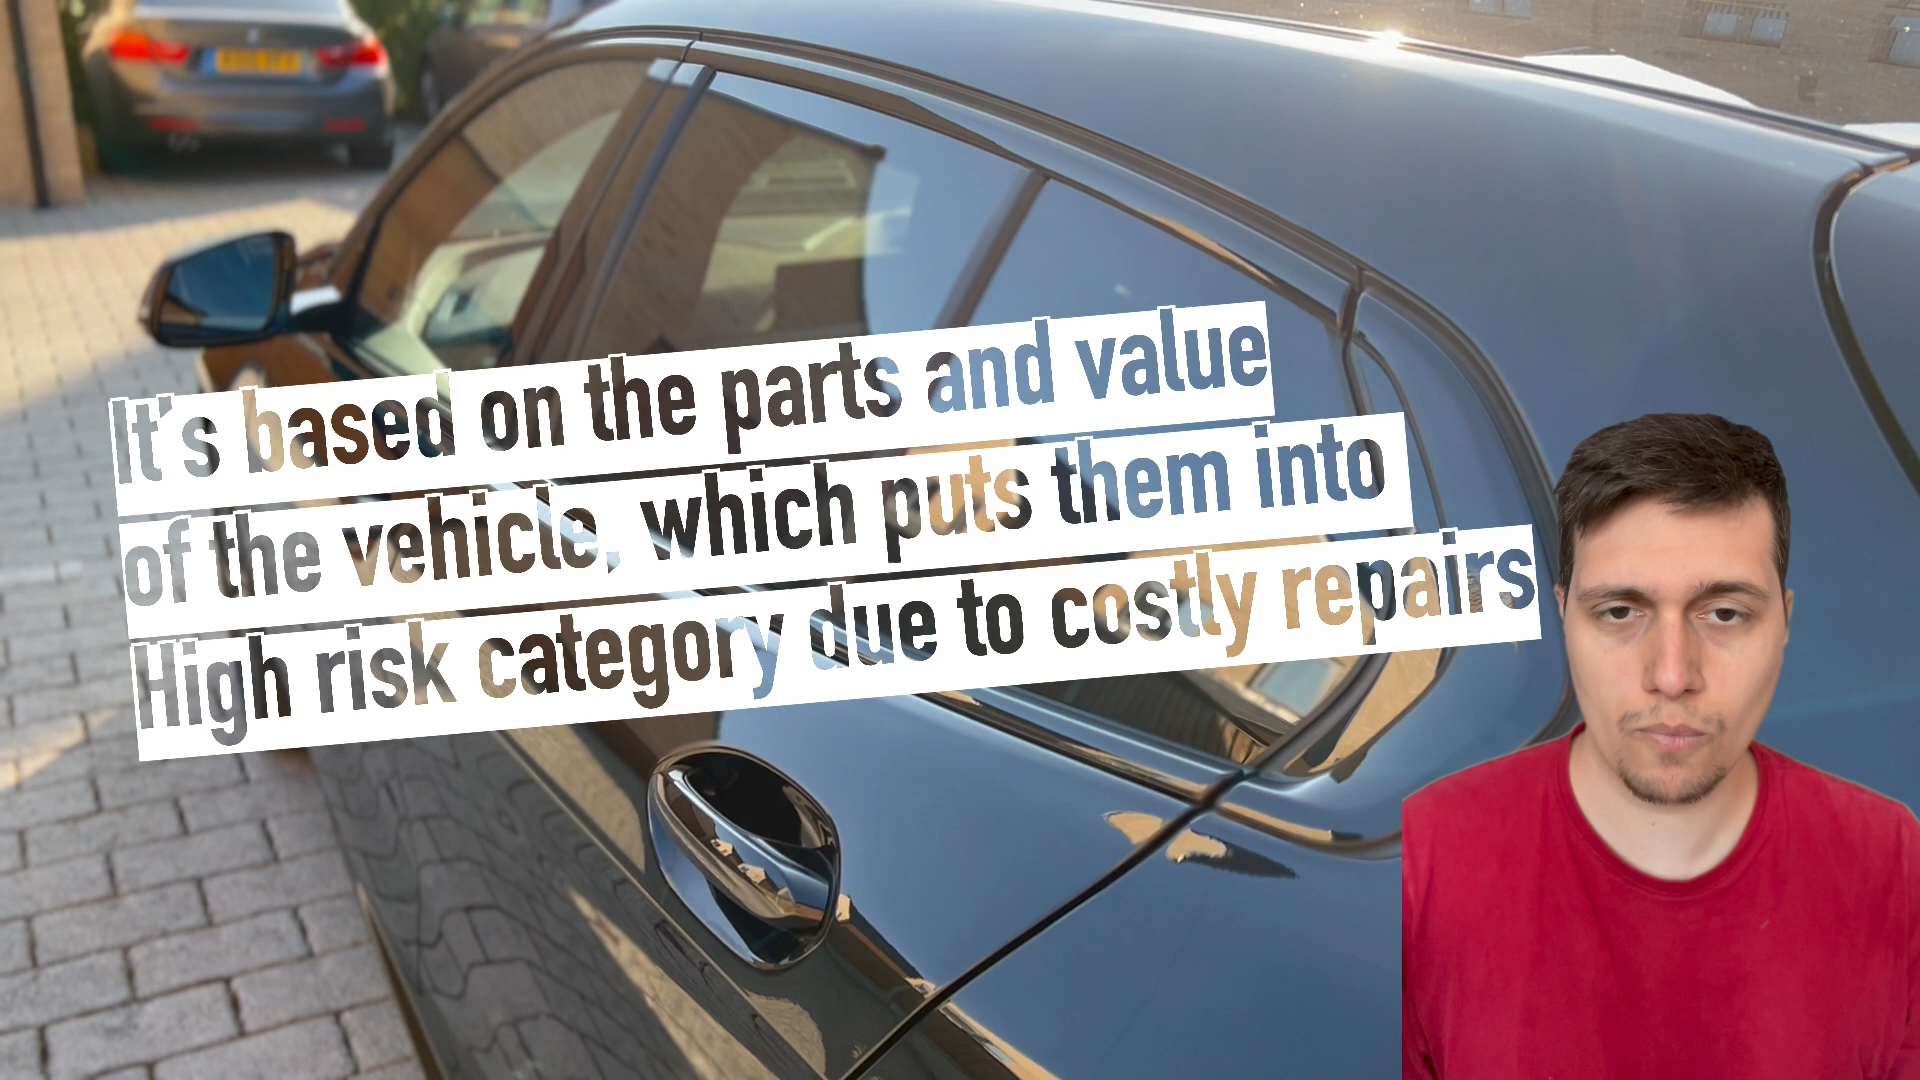 It's based on the parts and value
of the vehicle, which puts them into
High risk category due to costly repairs